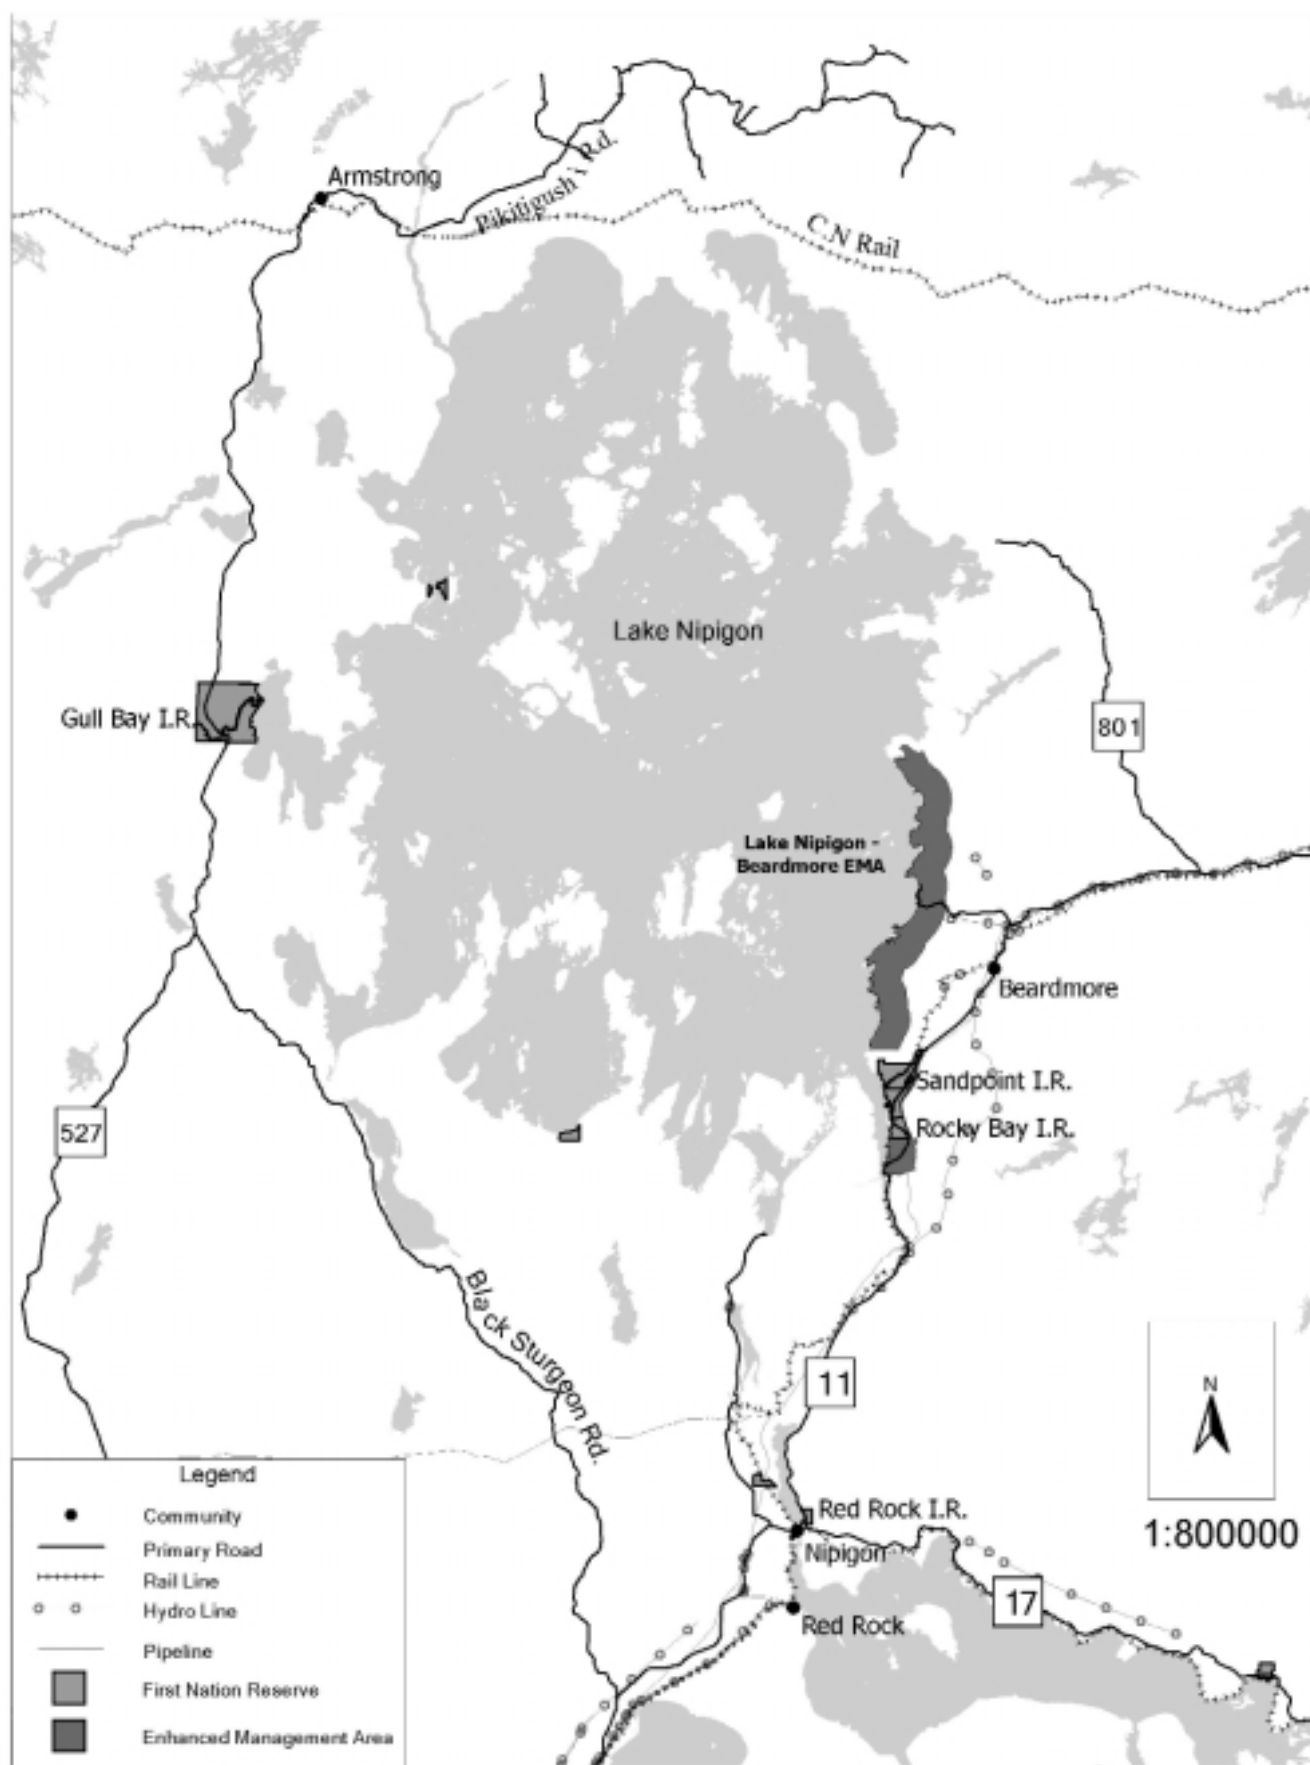 Armstrong
Pikitigush Rd.
C.N Rail
Lake Nipigon
Gull Bay I.R.
801
Lake Nipigon -
Beardmore EMA
Beardmore
Sandpoint I.R.
Rocky Bay I.R.
527
Black Sturgeon Rd.
11
N
1:800000
Red Rock I.R.
Nipigon
17
Red Rock
Legend
Community
Primary Road
Rail Line
Hydro Line
Pipeline
First Nation Reserve
Enhanced Management Area